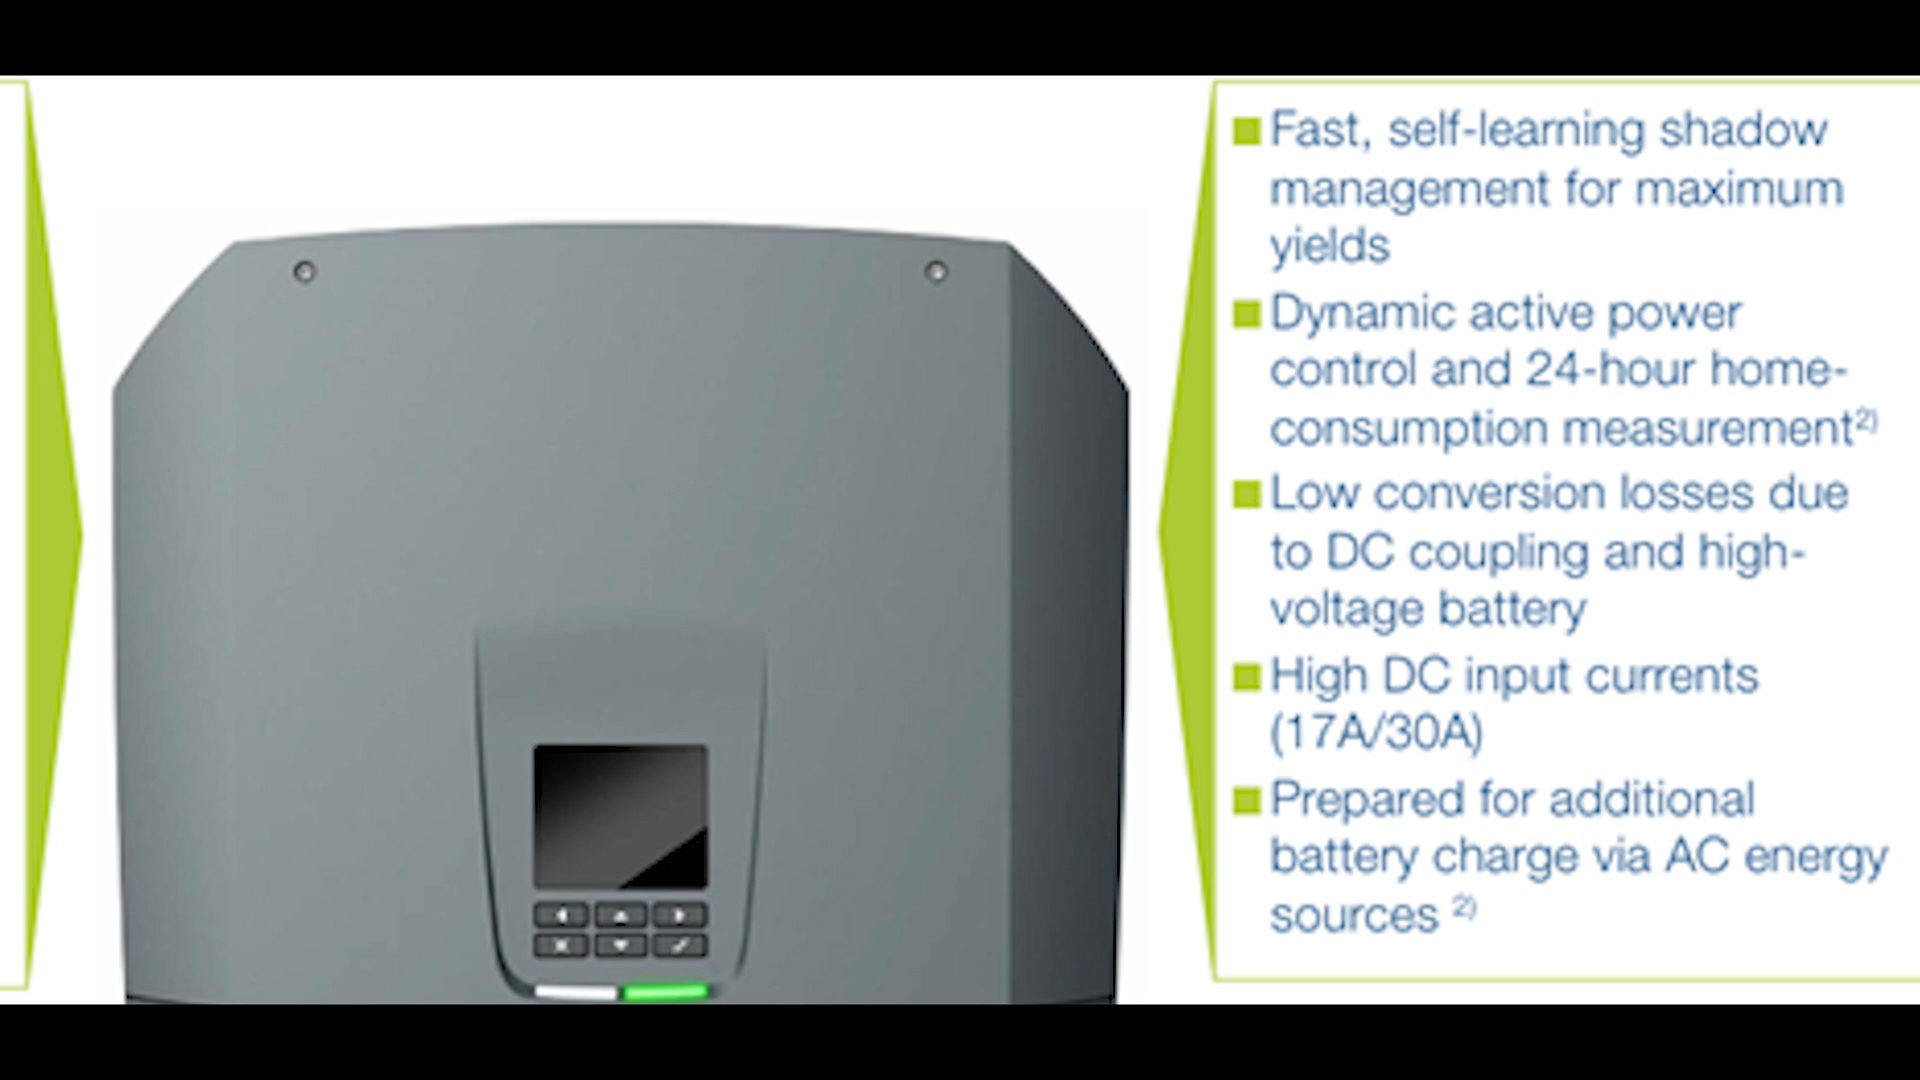 Fast, self-learning shadow
management for maximum
yields
Dynamic active power
control and 24-hour home-
consumption measurement2)
Low conversion losses due
to DC coupling and high-
voltage battery
High DC input currents
(17A/30A)
Prepared for additional
battery charge via AC energy
sources 2)